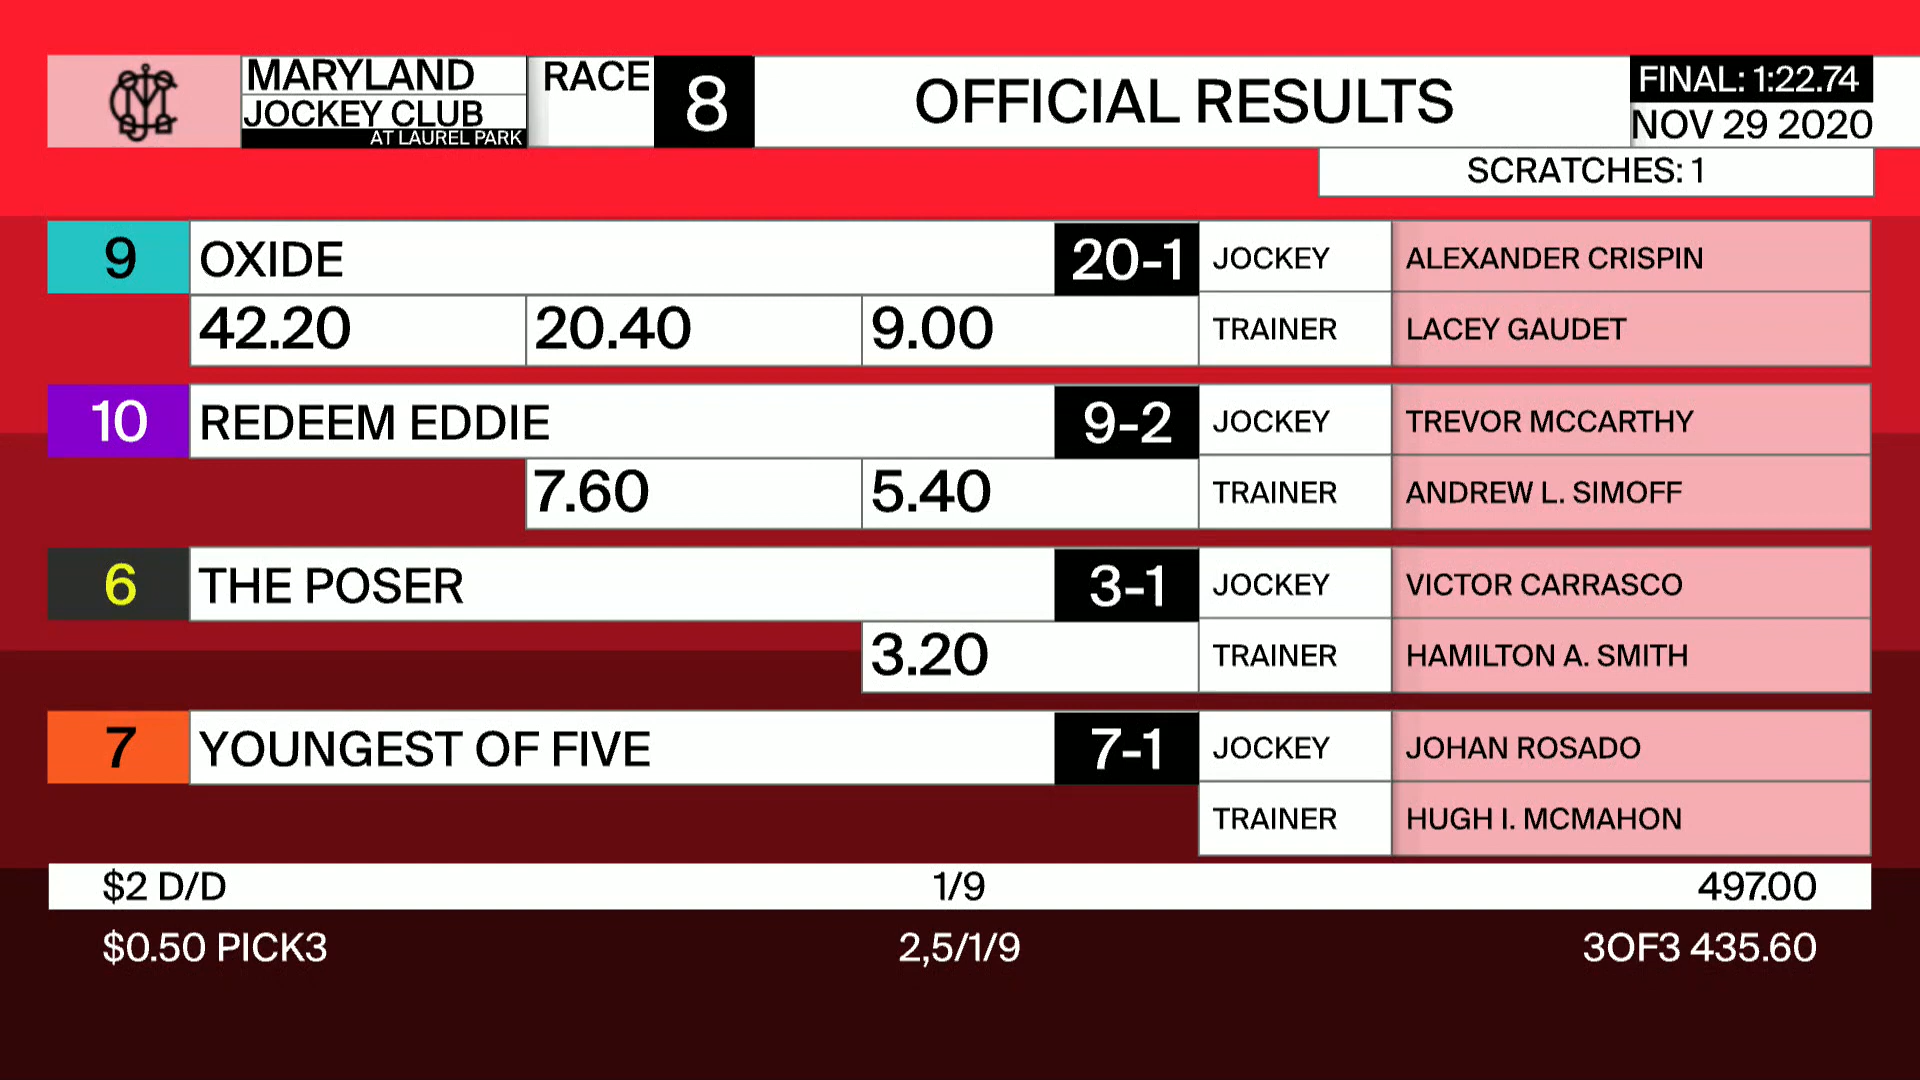 MARYLAND
JOCKEY CLUB
AT LAUREL PARK
RACE 8
OFFICIAL RESULTS
FINAL: 1:22.74
NOV 29 2020
SCRATCHES: 1
9 OXIDE 20-1 JOCKEY ALEXANDER CRISPIN
42.20 20.40 9.00 TRAINER LACEY GAUDET
10 REDEEM EDDIE 9-2 JOCKEY TREVOR MCCARTHY
7.60 5.40 TRAINER ANDREW L. SIMOFF
6 THE POSER 3-1 JOCKEY VICTOR CARRASCO
3.20 TRAINER HAMILTON A. SMITH
7 YOUNGEST OF FIVE 7-1 JOCKEY JOHAN ROSADO
TRAINER HUGH I. MCMAHON
$2 D/D 1/9 497.00
$0.50 PICK3 2,5/1/9 3OF3 435.60